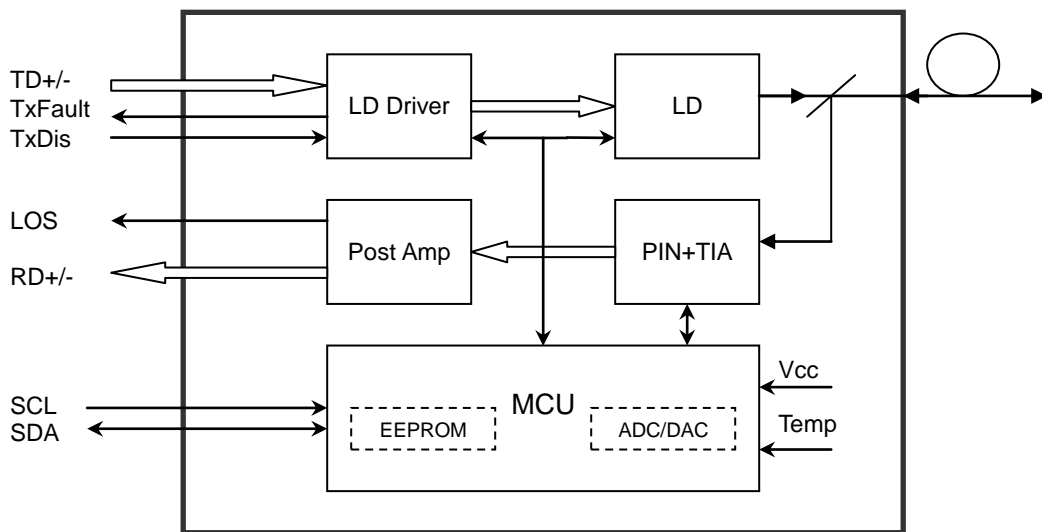 TD+/-
TxFault
TxDis
LD Driver
LD
LOS
RD+/-
Post Amp
PIN+TIA
SCL
SDA
MCU
EEPROM
ADC/DAC
Vcc
Temp